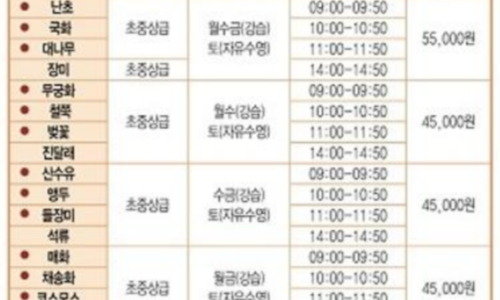 ● 난초 09:00-09:50
● 국화 초중상급 월수금(강습) 10:00-10:50 55,000원
● 대나무 토(자유수영) 11:00-11:50
장미 초중상급 14:00-14:50
● 무궁화 09:00-09:50
● 철쭉 초중상급 월수(강습) 10:00-10:50 45,000원
● 벚꽃 토(자유수영) 11:00-11:50
진달래 14:00-14:50
● 산수유 09:00-09:50
● 앵두 초중상급 수금(강습) 10:00-10:50 45,000원
● 들장미 토(자유수영) 11:00-11:50
석류 14:00-14:50
● 매화 09:00-09:50
● 채송화 초중상급 월금(강습) 10:00-10:50 45,000원
● 코스모스 토(자유수영) 11:00-11:50